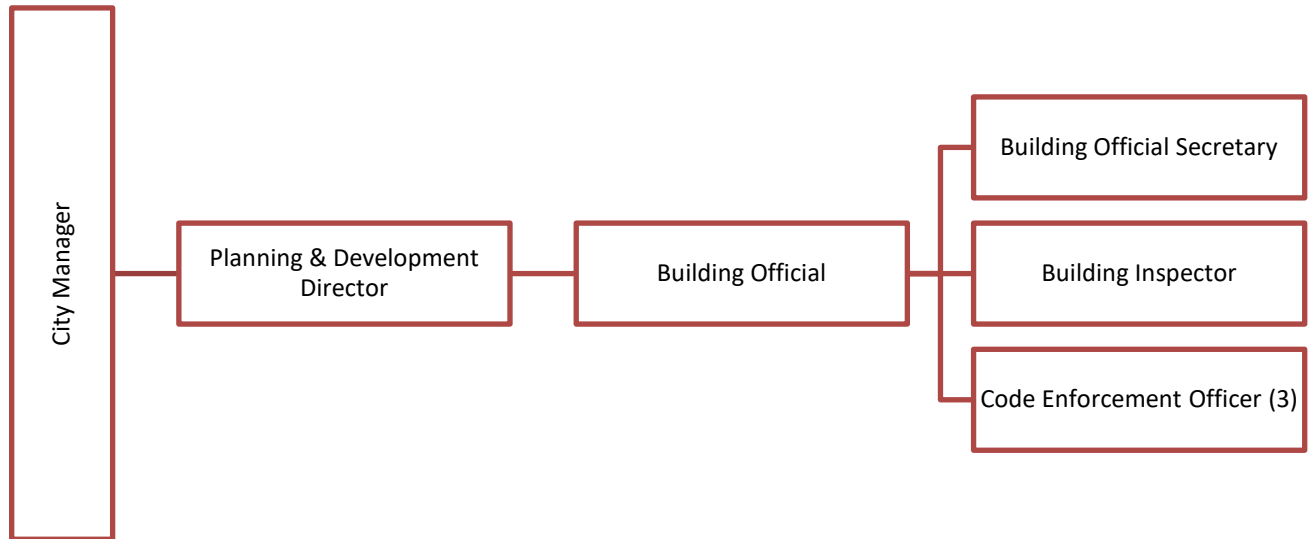 City Manager
Planning & Development
Director
Building Official
Building Official Secretary
Building Inspector
Code Enforcement Officer (3)